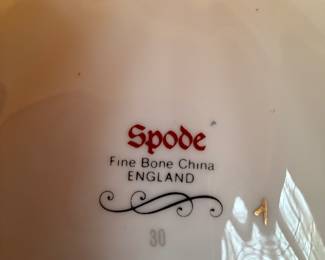 Spode
Fine Bone China
ENGLAND
30